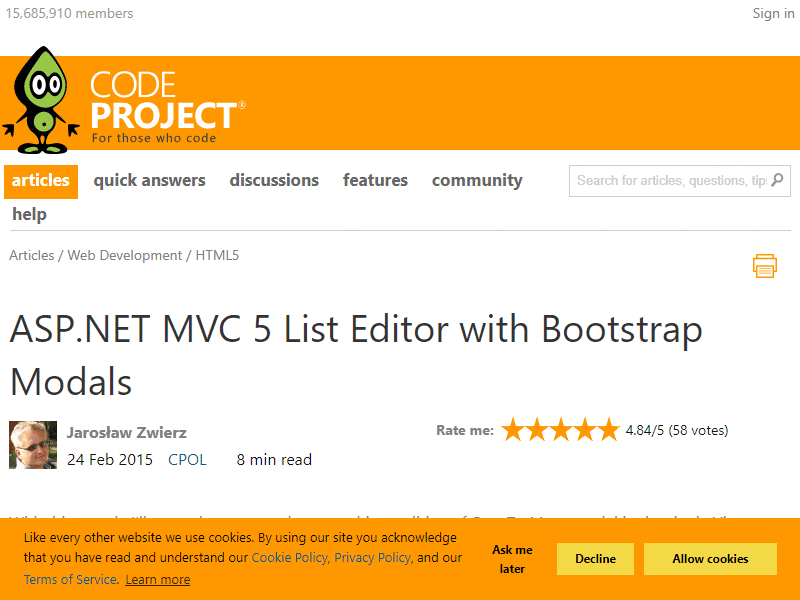 15,685,910 members
Sign in
CODE
PROJECT®
For those who code
articles quick answers discussions features community
Search for articles, questions, tips
help
Articles / Web Development / HTML5
ASP.NET MVC 5 List Editor with Bootstrap
Modals
Jarosław Zwierz
Rate me: 4.84/5 (58 votes)
24 Feb 2015 CPOL 8 min read
Like every other website we use cookies. By using our site you acknowledge
that you have read and understand our Cookie Policy, Privacy Policy, and our
Terms of Service. Learn more
Ask me
later
Decline
Allow cookies